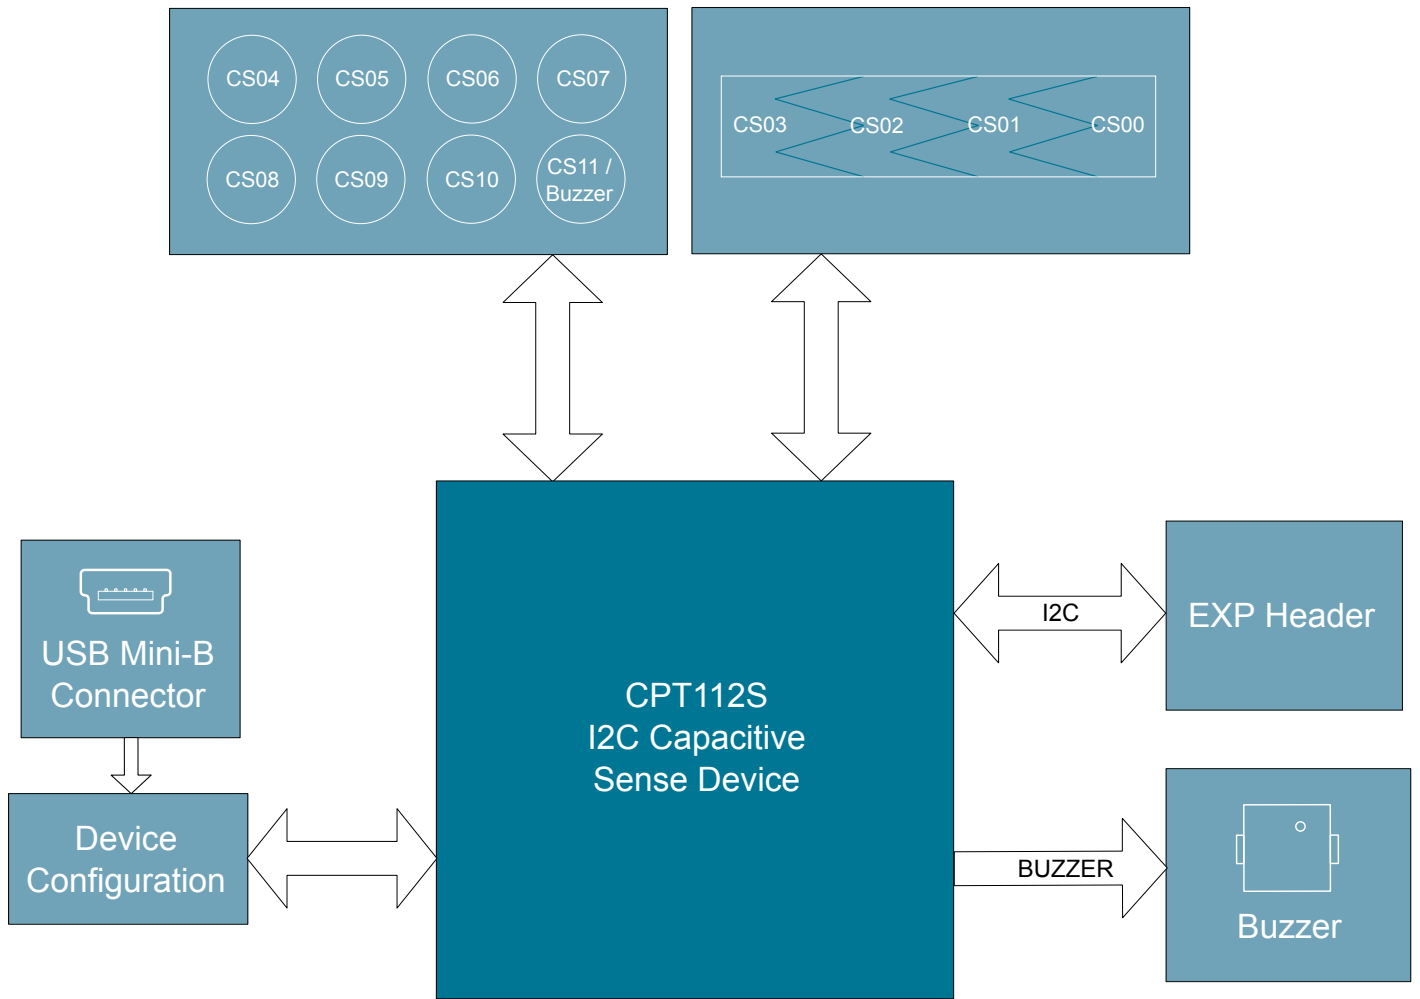 CS04 CS05 CS06 CS07
CS08 CS09 CS10 CS11 /
Buzzer
CS03 CS02 CS01 CS00
USB Mini-B
Connector
Device
Configuration
CPT112S
I2C Capacitive
Sense Device
I2C
EXP Header
BUZZER
Buzzer